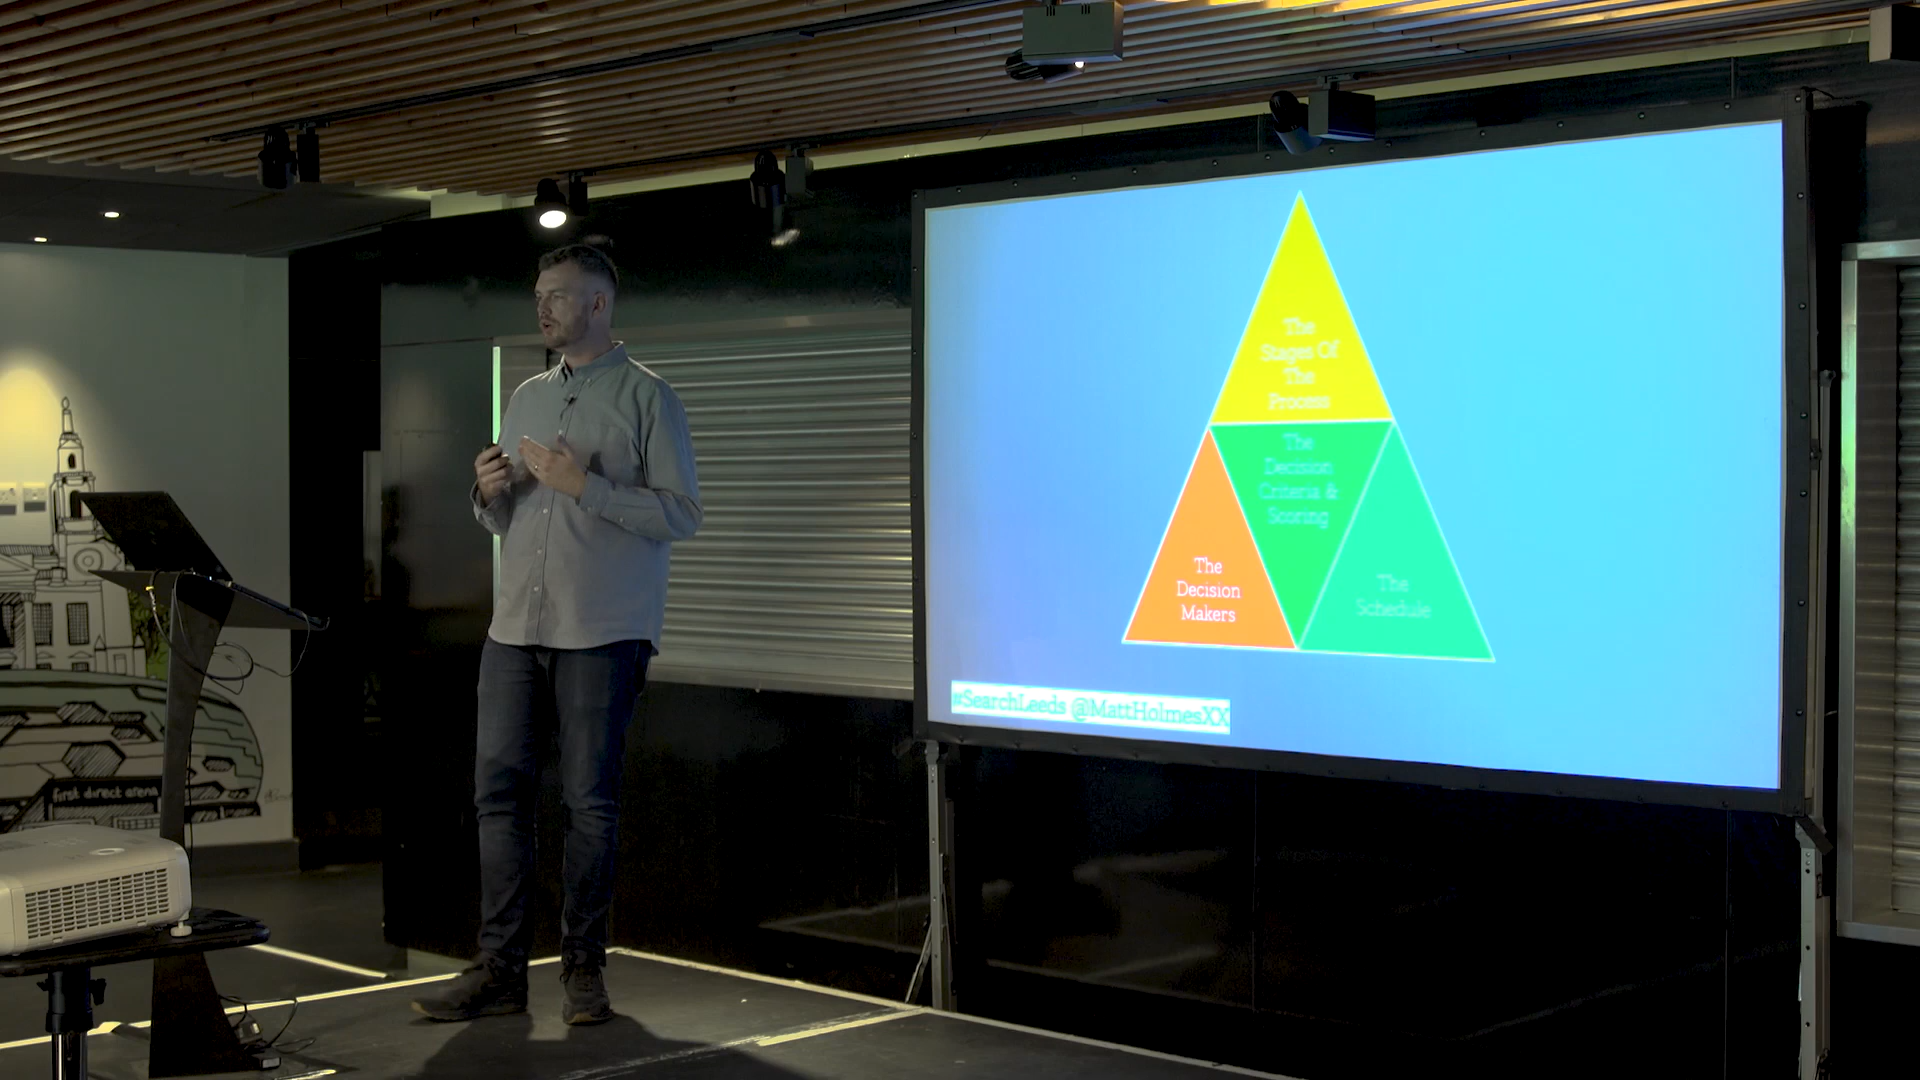 The
Stages Of
The
Process
The
Decision
Criteria &
Scoring
The
Decision
Makers
The
Schedule
#SearchLeeds @MattHolmesXX
first direct arena